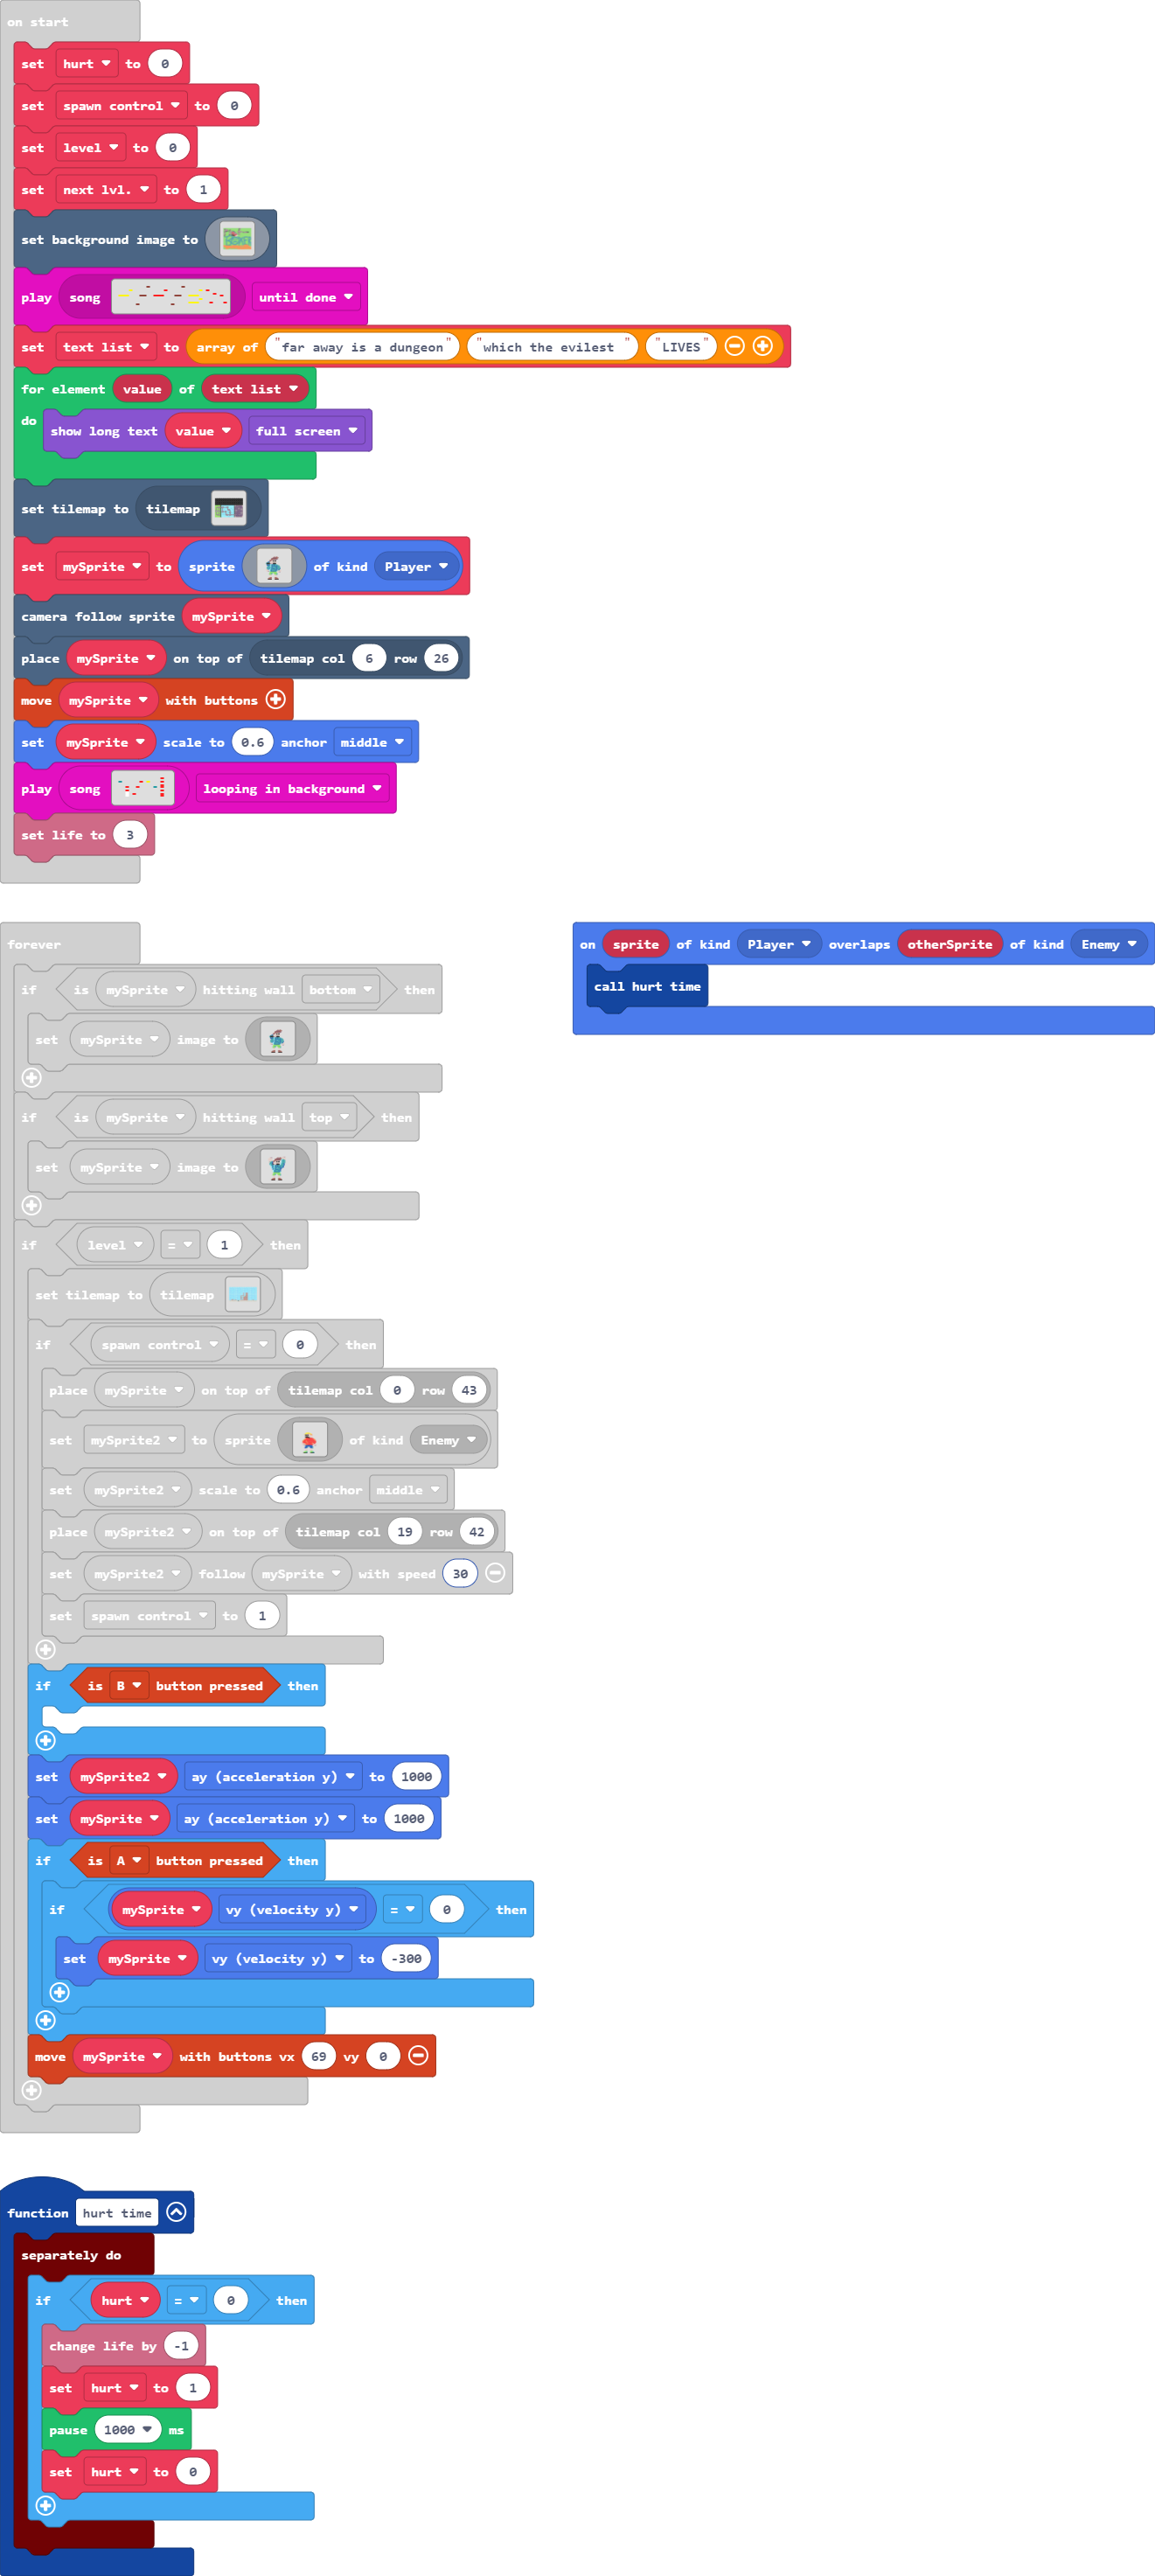 on start
set hurt to 0
set spawn control to 0
set level to 0
set next lvl. to 1
set background image to
play song until done
set text list to array of "far away is a dungeon" "which the evilest " "LIVES"
for element value of text list
do show long text value full screen
set tilemap to tilemap
set mySprite to sprite of kind Player
camera follow sprite mySprite
place mySprite on top of tilemap col 6 row 26
move mySprite with buttons
set mySprite scale to 0.6 anchor middle
play song looping in background
set life to 3
forever
if is mySprite hitting wall bottom then
set mySprite image to
if is mySprite hitting wall top then
set mySprite image to
if level = 1 then
set tilemap to tilemap
if spawn control = 0 then
place mySprite on top of tilemap col 0 row 43
set mySprite2 to sprite of kind Enemy
set mySprite2 scale to 0.6 anchor middle
place mySprite2 on top of tilemap col 19 row 42
set mySprite2 follow mySprite with speed 30
set spawn control to 1
if is B button pressed then
set mySprite2 ay (acceleration y) to 1000
set mySprite ay (acceleration y) to 1000
if is A button pressed then
if mySprite vy (velocity y) = 0 then
set mySprite vy (velocity y) to -300
move mySprite with buttons vx 69 vy 0
on sprite of kind Player overlaps otherSprite of kind Enemy
call hurt time
function hurt time
separately do
if hurt = 0 then
change life by -1
set hurt to 1
pause 1000 ms
set hurt to 0